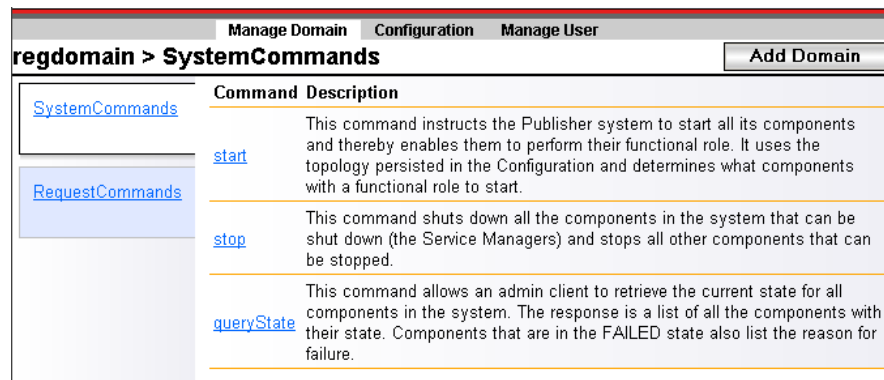 Manage Domain Configuration Manage User
regdomain > SystemCommands
Add Domain
SystemCommands
RequestCommands
Command Description
start
This command instructs the Publisher system to start all its components
and thereby enables them to perform their functional role. It uses the
topology persisted in the Configuration and determines what components
with a functional role to start.
stop
This command shuts down all the components in the system that can be
shut down (the Service Managers) and stops all other components that can
be stopped.
queryState
This command allows an admin client to retrieve the current state for all
components in the system. The response is a list of all the components with
their state. Components that are in the FAILED state also list the reason for
failure.